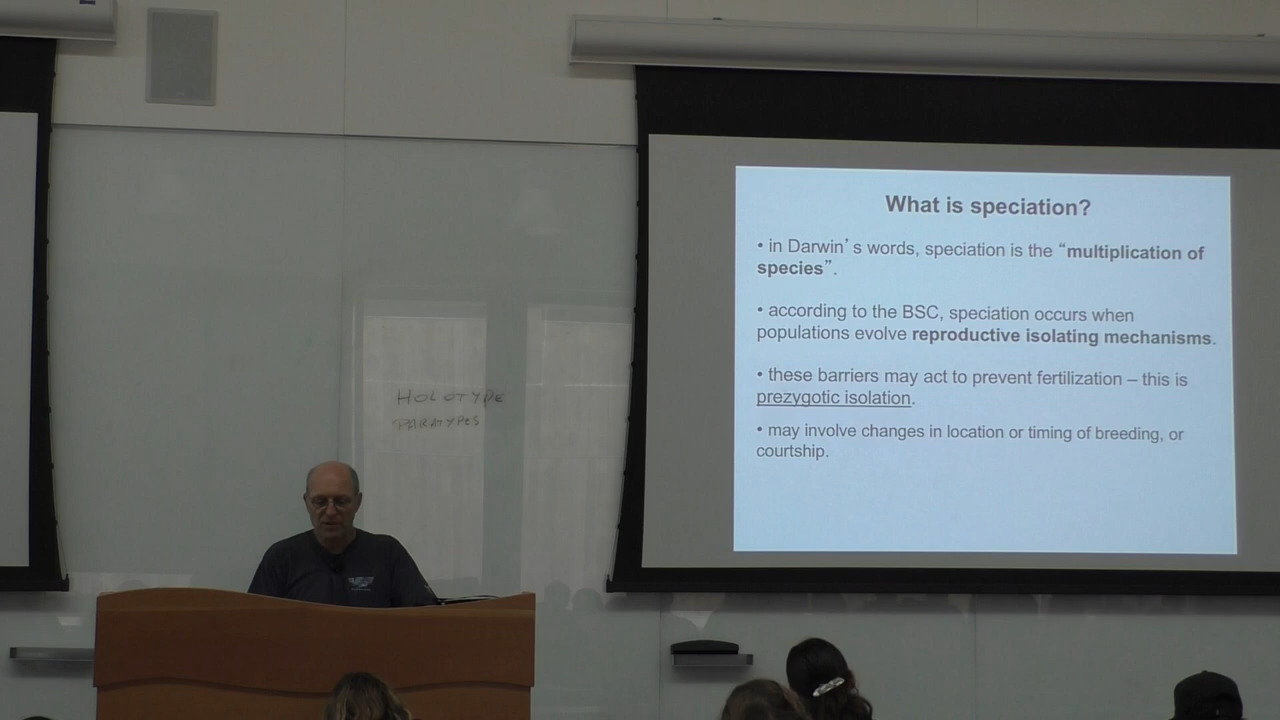 HOLOTYPE
PARATYPES
What is speciation?
• in Darwin's words, speciation is the “multiplication of
species”.
• according to the BSC, speciation occurs when
populations evolve reproductive isolating mechanisms.
• these barriers may act to prevent fertilization – this is
prezygotic isolation.
• may involve changes in location or timing of breeding, or
courtship.